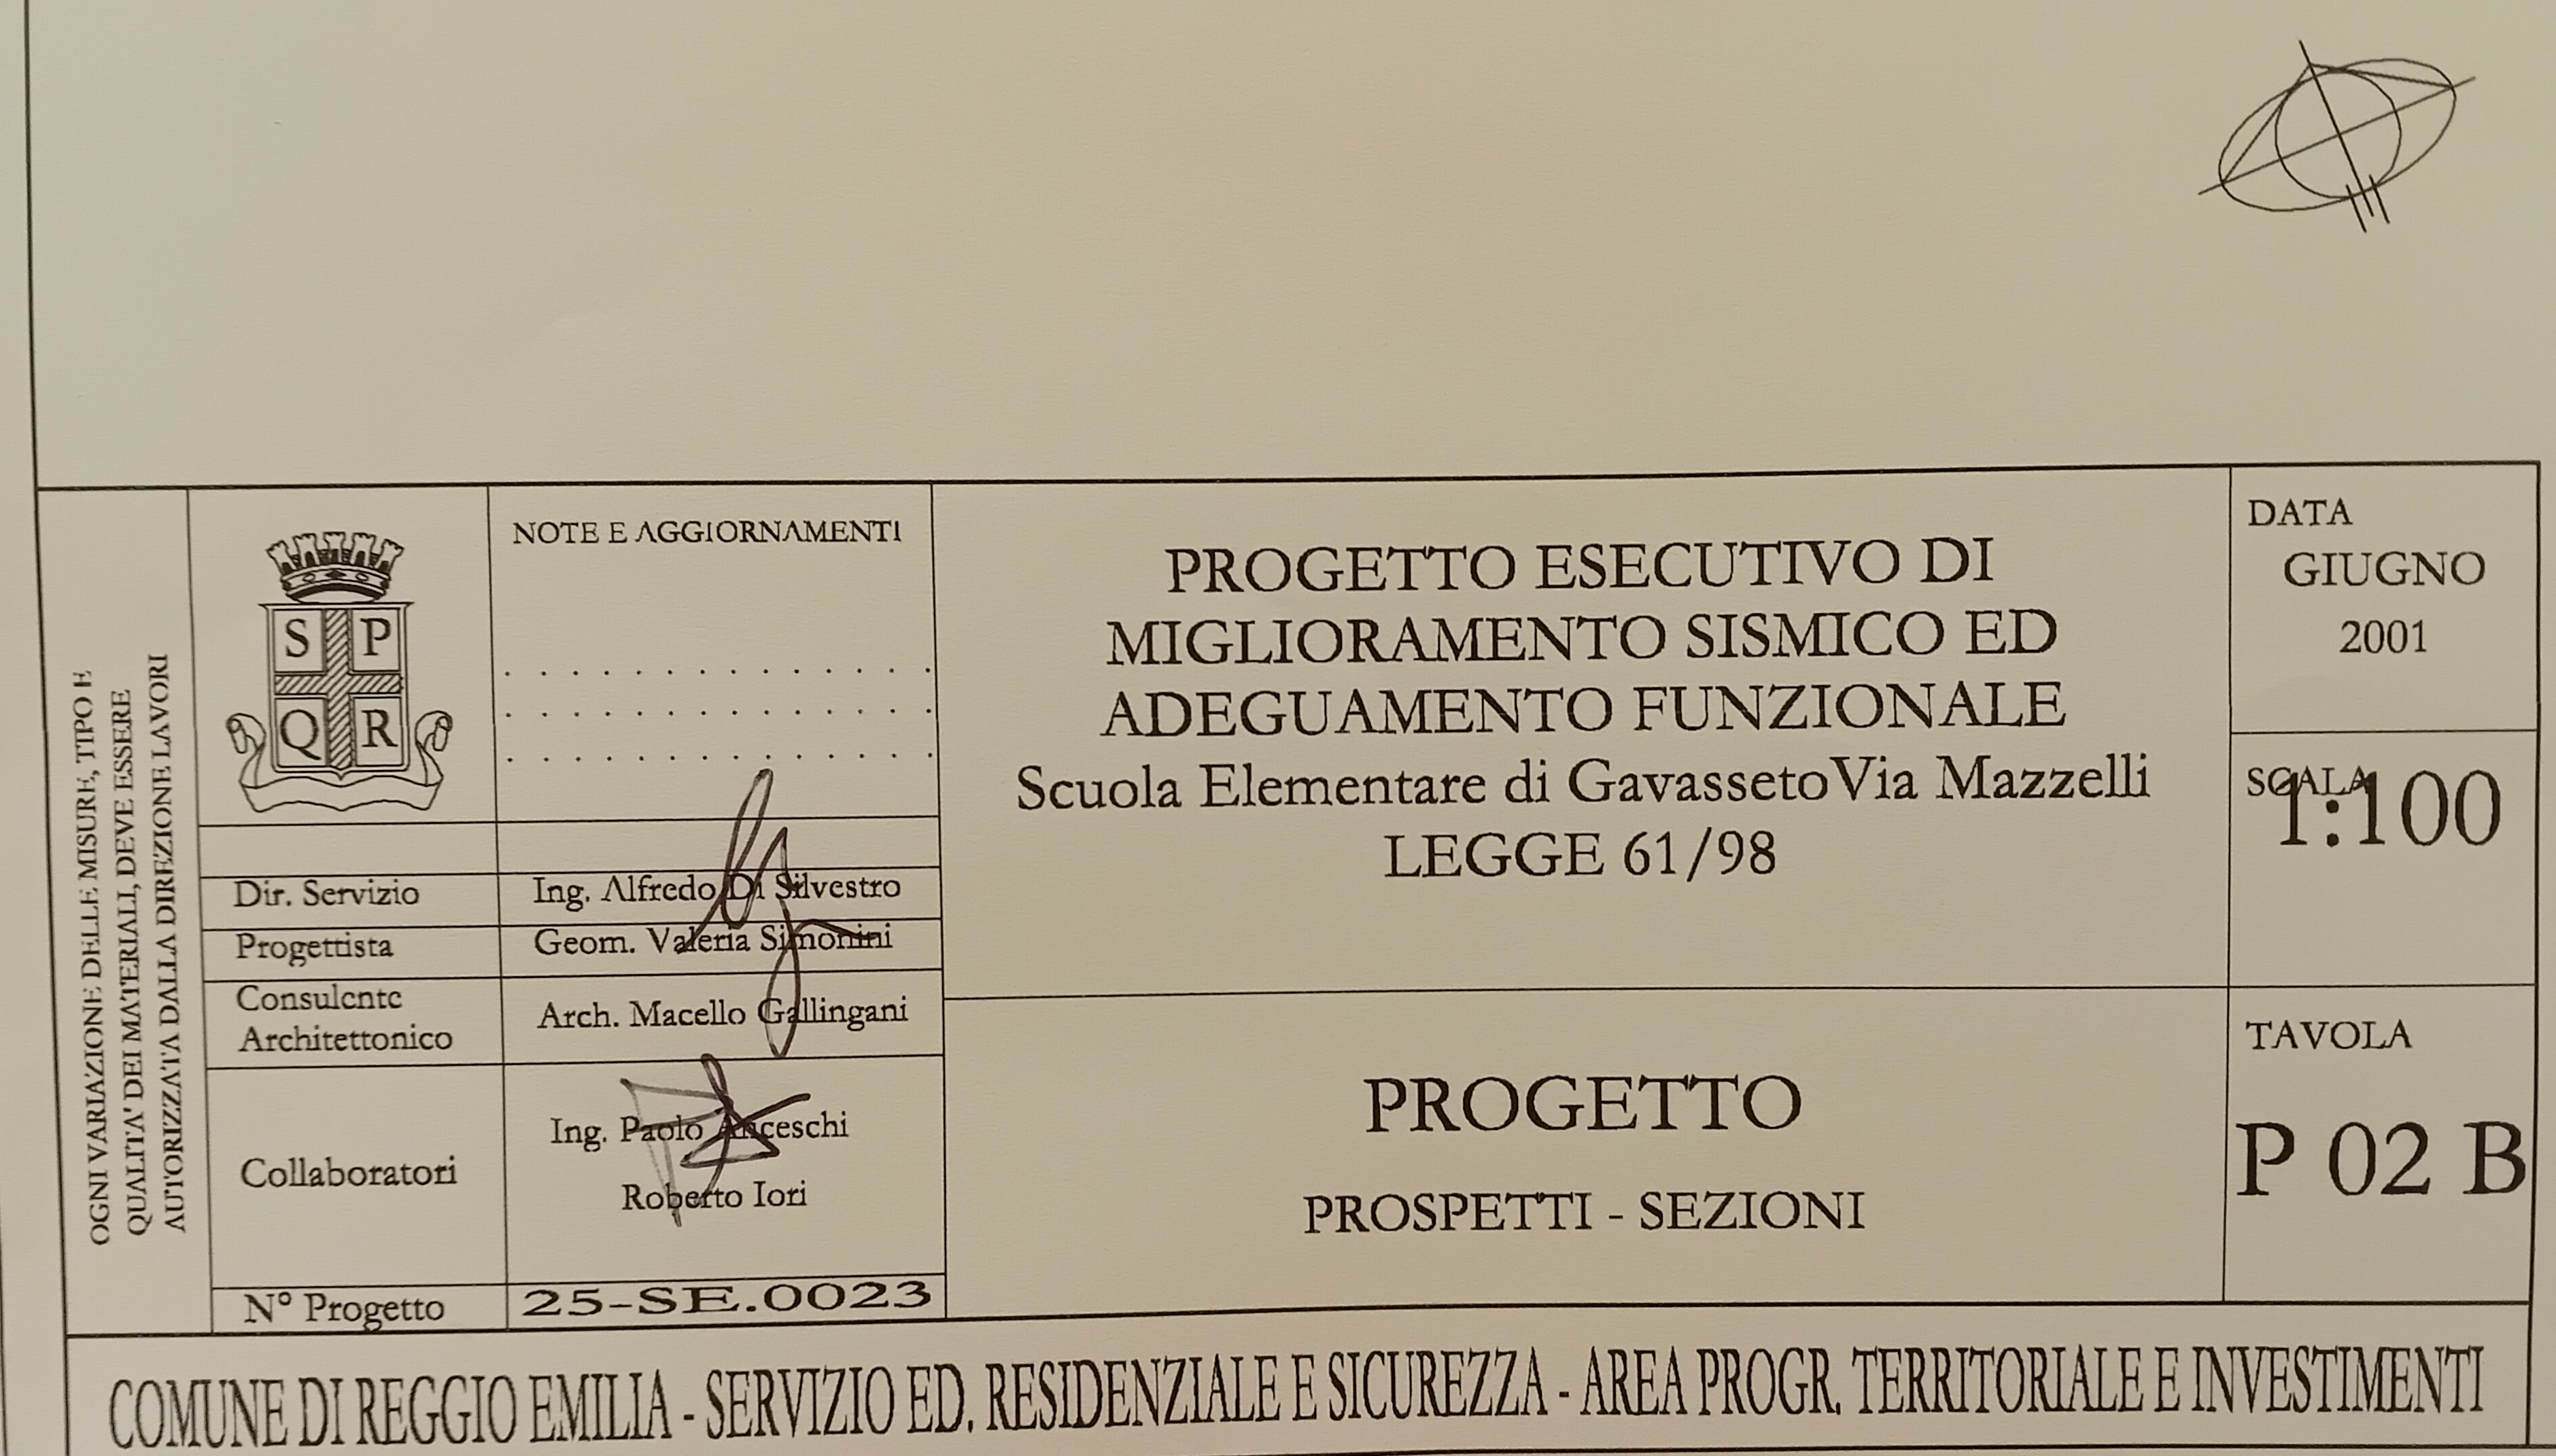 OGNI VARIAZIONE DELLE MISURE, TIPO E
QUALITA' DEI MATERIALI, DEVE ESSERE
AUTORIZZATA DALLA DIREZIONE LAVORI
S P
Q R
NOTE E AGGIORNAMENTI
Dir. Servizio
Ing. Alfredo Di Silvestro
Progettista
Geom. Valeria Simonini
Consulente
Architettonico
Arch. Macello Gallingani
Collaboratori
Ing. Paolo Anceschi
Roberto Iori
N° Progetto
25-SE.0023
PROGETTO ESECUTIVO DI
MIGLIORAMENTO SISMICO ED
ADEGUAMENTO FUNZIONALE
Scuola Elementare di Gavasseto Via Mazzelli
LEGGE 61/98
PROGETTO
PROSPETTI - SEZIONI
DATA
GIUGNO
2001
SCALA
1:100
TAVOLA
P 02 B
COMUNE DI REGGIO EMILIA - SERVIZIO ED. RESIDENZIALE E SICUREZZA - AREA PROGR. TERRITORIALE E INVESTIMENTI